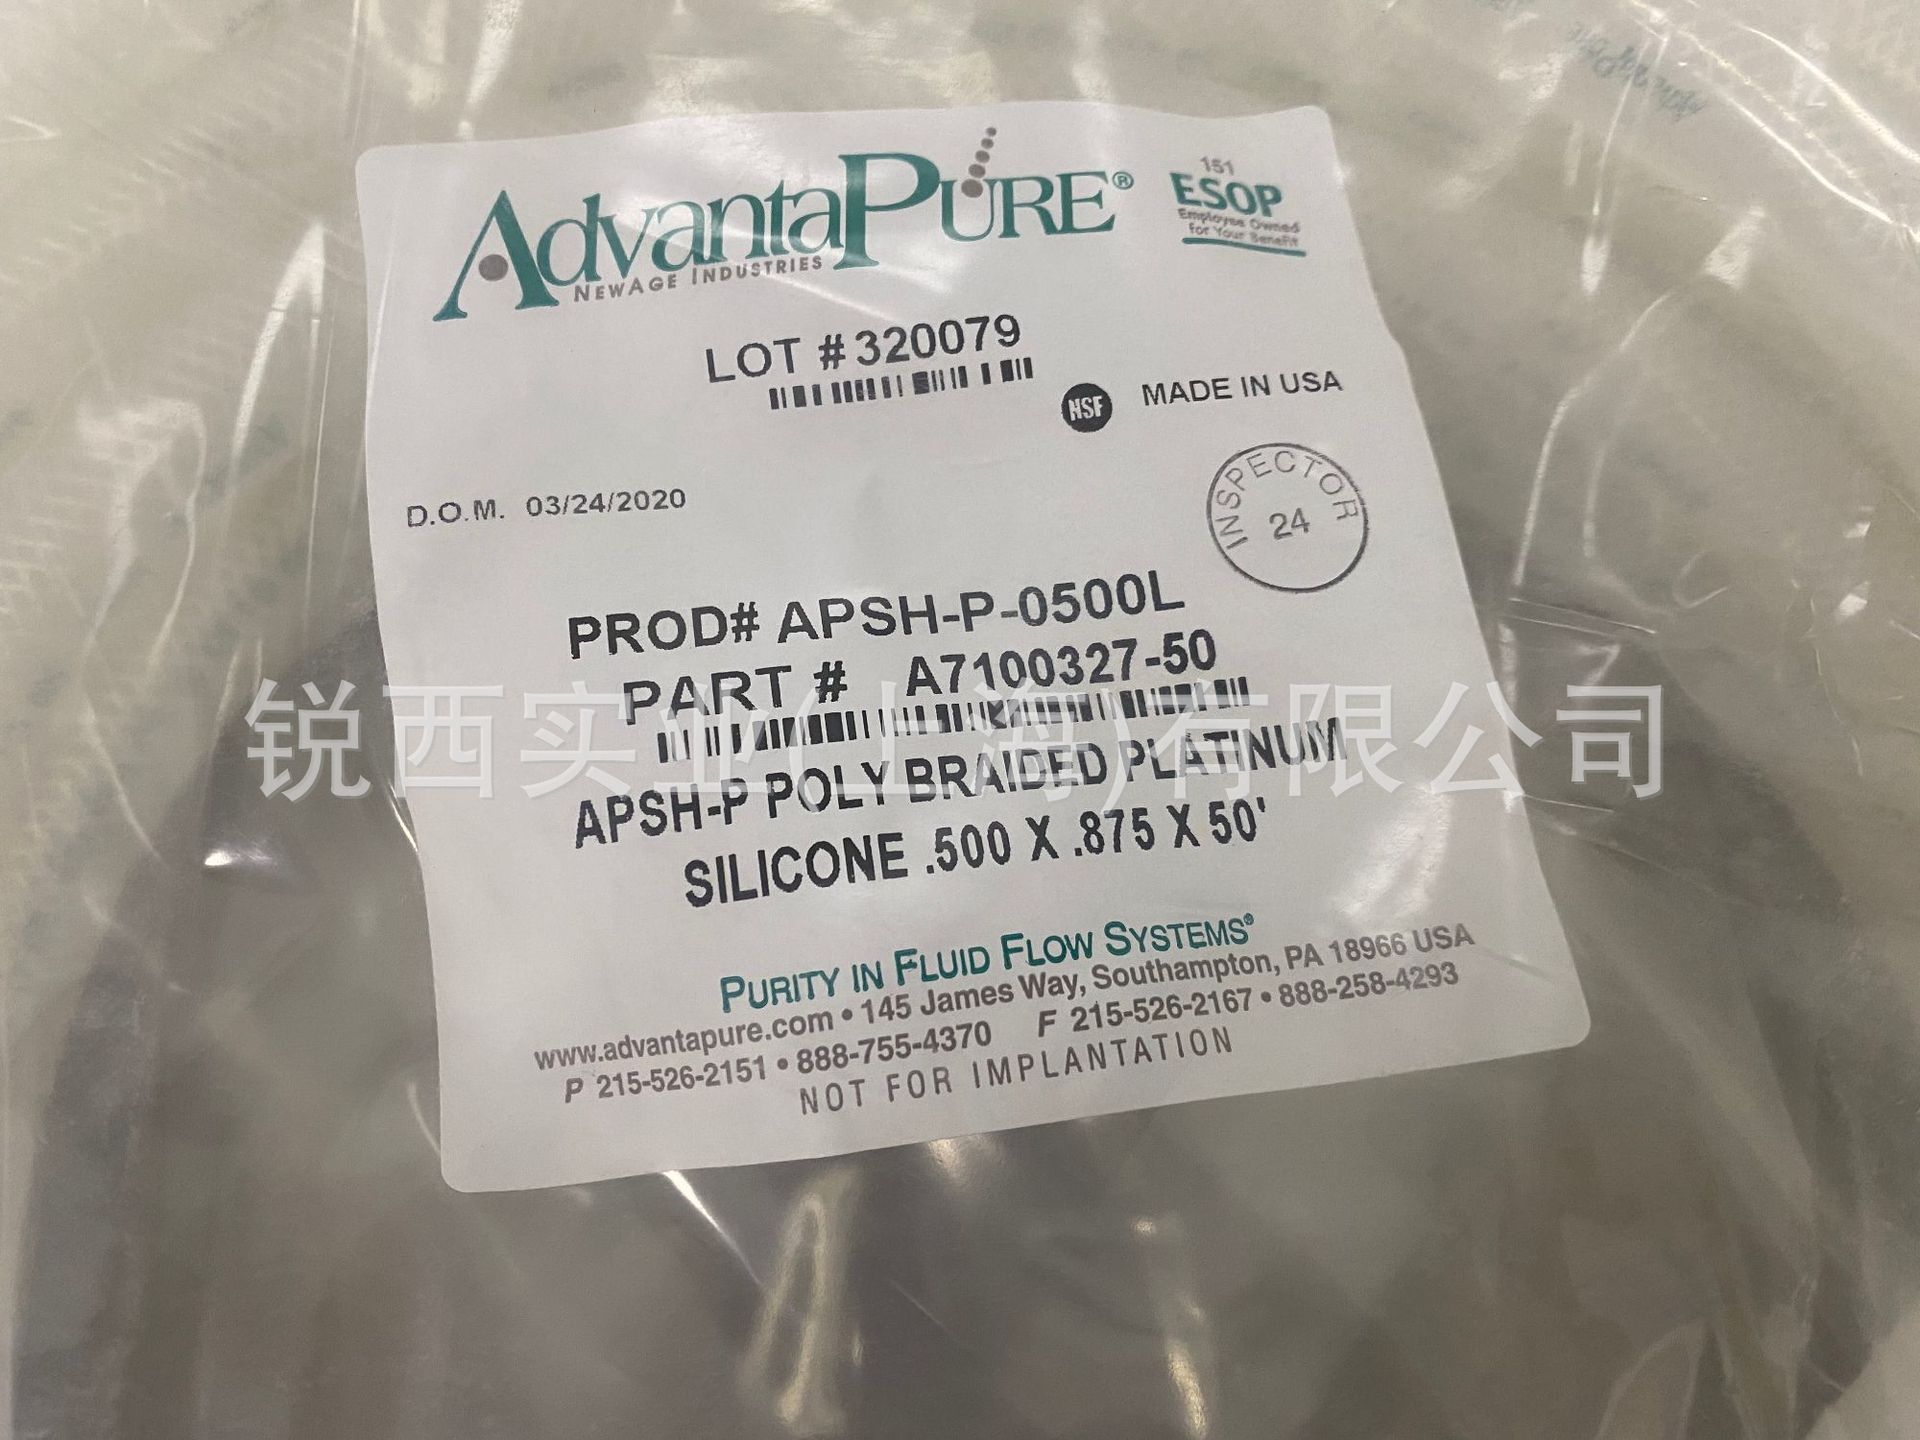 ADVANTAPURE®
NEWAGE INDUSTRIES
151
ESOP
Employee Owned
for Your Benefit
LOT # 320079
NSF
MADE IN USA
D.O.M. 03/24/2020
INSPECTOR
24
PROD# APSH-P-0500L
PART # A7100327-50
锐西实业(上海)有限公司
APSH-P POLY BRAIDED PLATINUM
SILICONE .500 X .875 X 50'
PURITY IN FLUID FLOW SYSTEMS®
www.advantapure.com • 145 James Way, Southampton, PA 18966 USA
P 215-526-2151 • 888-755-4370 F 215-526-2167 • 888-258-4293
NOT FOR IMPLANTATION